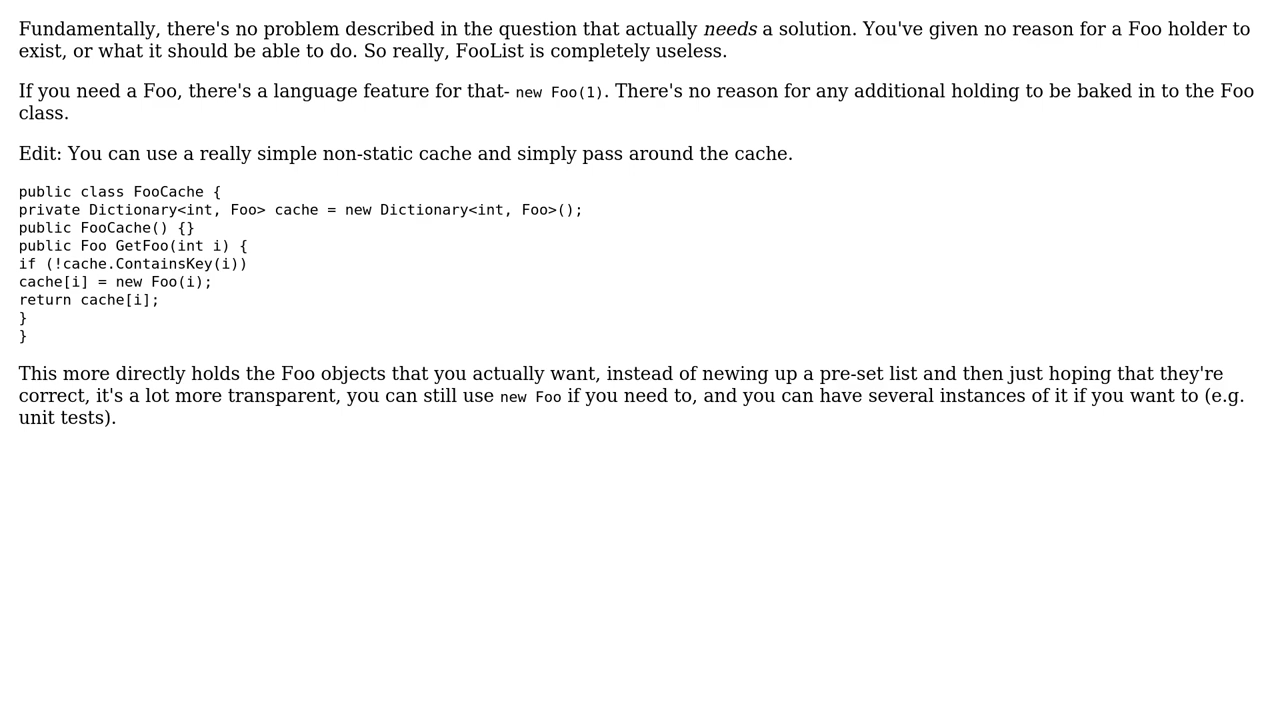 Fundamentally, there's no problem described in the question that actually needs a solution. You've given no reason for a Foo holder to
exist, or what it should be able to do. So really, FooList is completely useless.
If you need a Foo, there's a language feature for that- new Foo(1). There's no reason for any additional holding to be baked in to the Foo
class.
Edit: You can use a really simple non-static cache and simply pass around the cache.
public class FooCache {
private Dictionary<int, Foo> cache = new Dictionary<int, Foo>();
public FooCache() {}
public Foo GetFoo(int i) {
if (!cache.ContainsKey(i))
cache[i] = new Foo(i);
return cache[i];
}
}
This more directly holds the Foo objects that you actually want, instead of newing up a pre-set list and then just hoping that they're
correct, it's a lot more transparent, you can still use new Foo if you need to, and you can have several instances of it if you want to (e.g.
unit tests).